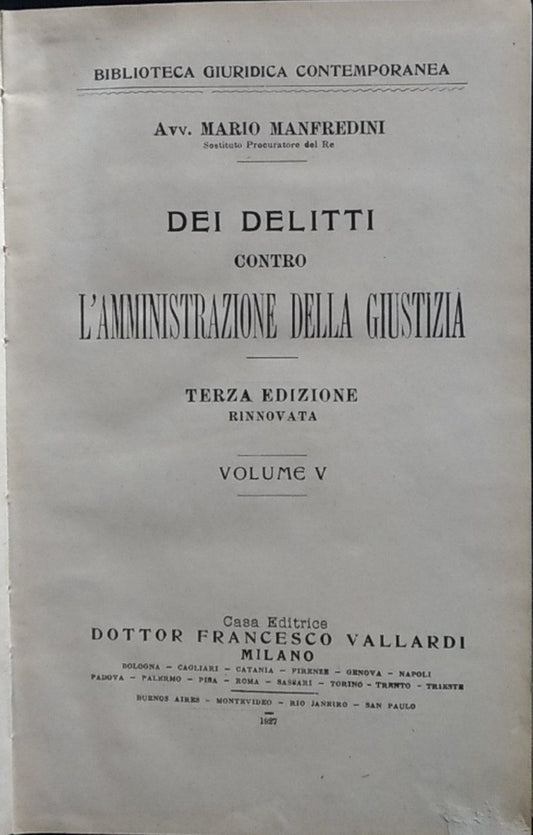 BIBLIOTECA GIURIDICA CONTEMPORANEA
Avv. MARIO MANFREDINI
Sostituto Procuratore del Re
DEI DELITTI
CONTRO
L'AMMINISTRAZIONE DELLA GIUSTIZIA
TERZA EDIZIONE
RINNOVATA
VOLUME V
Casa Editrice
DOTTOR FRANCESCO VALLARDI
MILANO
BOLOGNA – CAGLIARI – CATANIA – FIRENZE – GENOVA – NAPOLI
PADOVA – PALERMO – PISA – ROMA – SASSARI – TORINO – TRENTO – TRIESTE
BUENOS AIRES – MONTEVIDEO – RIO JANEIRO – SAN PAULO
1927